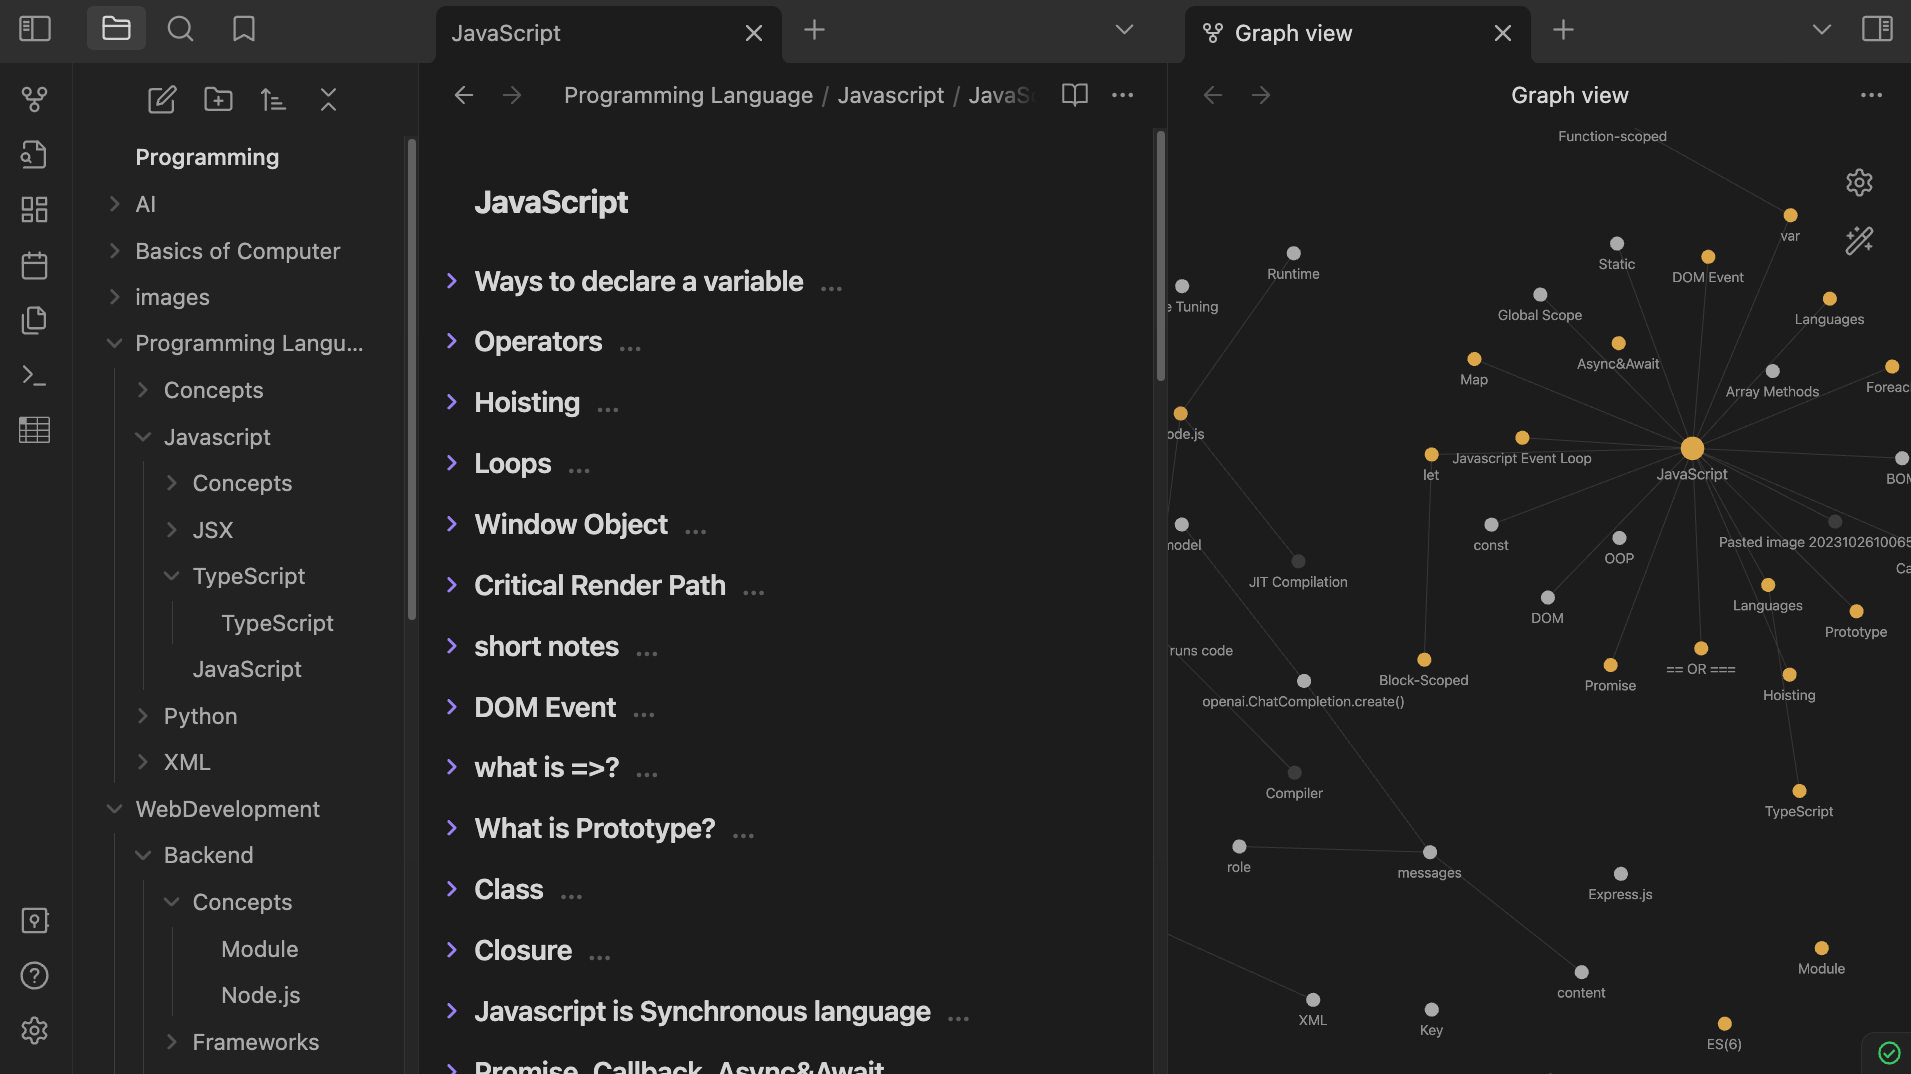 JavaScript
Graph view
Programming
AI
Basics of Computer
images
Programming Langu...
Concepts
Javascript
Concepts
JSX
TypeScript
TypeScript
JavaScript
Python
XML
WebDevelopment
Backend
Concepts
Module
Node.js
Frameworks
Programming Language / Javascript / JavaSc
JavaScript
Ways to declare a variable ...
Operators ...
Hoisting ...
Loops ...
Window Object ...
Critical Render Path ...
short notes ...
DOM Event ...
what is =>? ...
What is Prototype? ...
Class ...
Closure ...
Javascript is Synchronous language ...
Promise, Callback, Async&Await
Graph view
Function-scoped
var
Static
DOM Event
Runtime
e Tuning
Global Scope
Languages
Async&Await
Map
Array Methods
Foreac
ode.js
Javascript Event Loop
let
JavaScript
BOM
model
const
OOP
Pasted image 2023102610065
Ca
JIT Compilation
DOM
Languages
Prototype
runs code
Block-Scoped
Promise
== OR ===
Hoisting
openai.ChatCompletion.create()
Compiler
TypeScript
role
messages
Express.js
Module
content
XML
Key
ES(6)